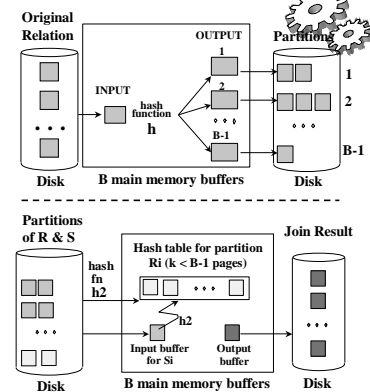 Original
Relation
OUTPUT
Partitions
1
INPUT
2
hash
function
h
B-1
1
2
B-1
Disk
B main memory buffers
Disk
Partitions
of R & S
Join Result
Hash table for partition
Ri (k < B-1 pages)
hash
fn
h2
h2
Input buffer
for Si
Output
buffer
Disk
B main memory buffers
Disk